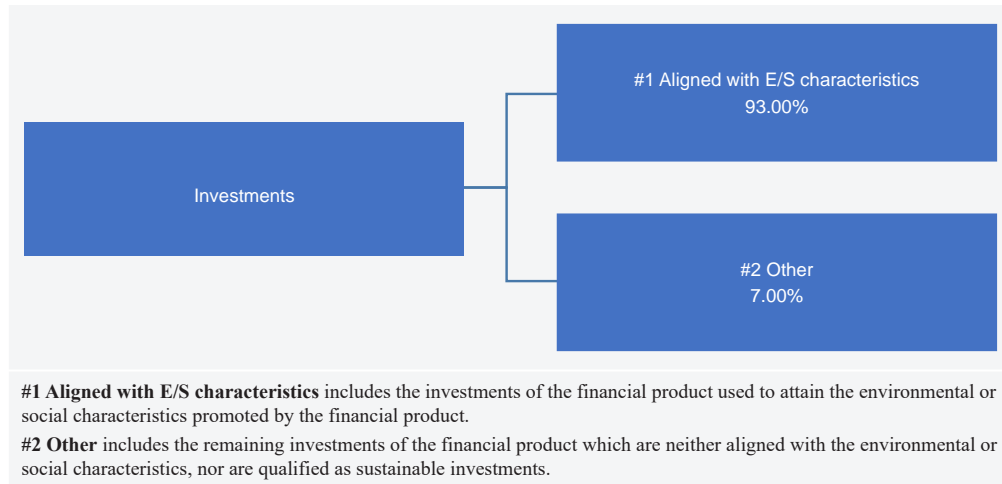 #1 Aligned with E/S characteristics
93.00%
Investments
#2 Other
7.00%
#1 Aligned with E/S characteristics includes the investments of the financial product used to attain the environmental or
social characteristics promoted by the financial product.
#2 Other includes the remaining investments of the financial product which are neither aligned with the environmental or
social characteristics, nor are qualified as sustainable investments.